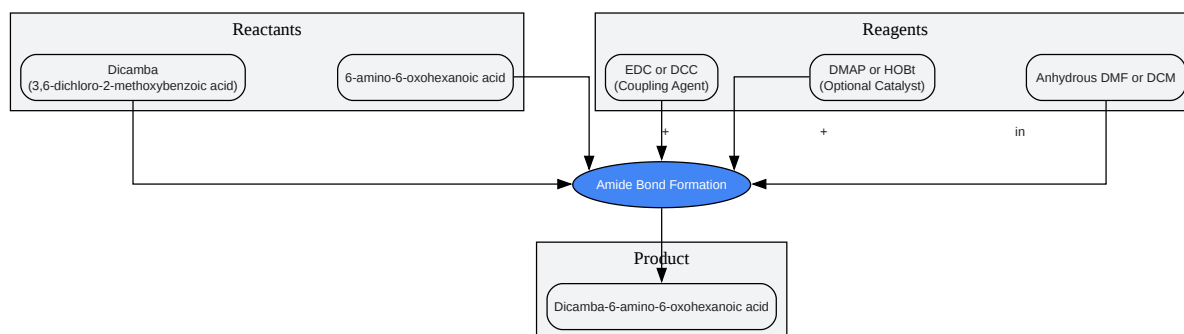 Reactants
Reagents
Dicamba
(3,6-dichloro-2-methoxybenzoic acid)
6-amino-6-oxohexanoic acid
EDC or DCC
(Coupling Agent)
DMAP or HOBt
(Optional Catalyst)
Anhydrous DMF or DCM
+
+
in
Amide Bond Formation
Product
Dicamba-6-amino-6-oxohexanoic acid